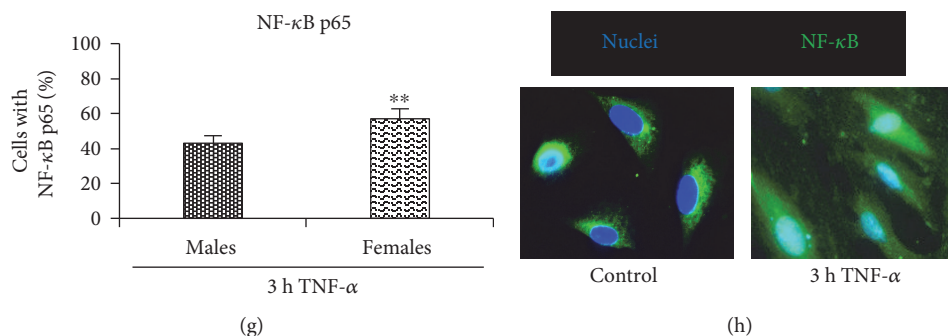 NF-κB p65
Cells with
NF-κB p65 (%)
100
80
60
40
20
0
**
Males
Females
3 h TNF-α
(g)
Nuclei
NF-κB
Control
3 h TNF-α
(h)